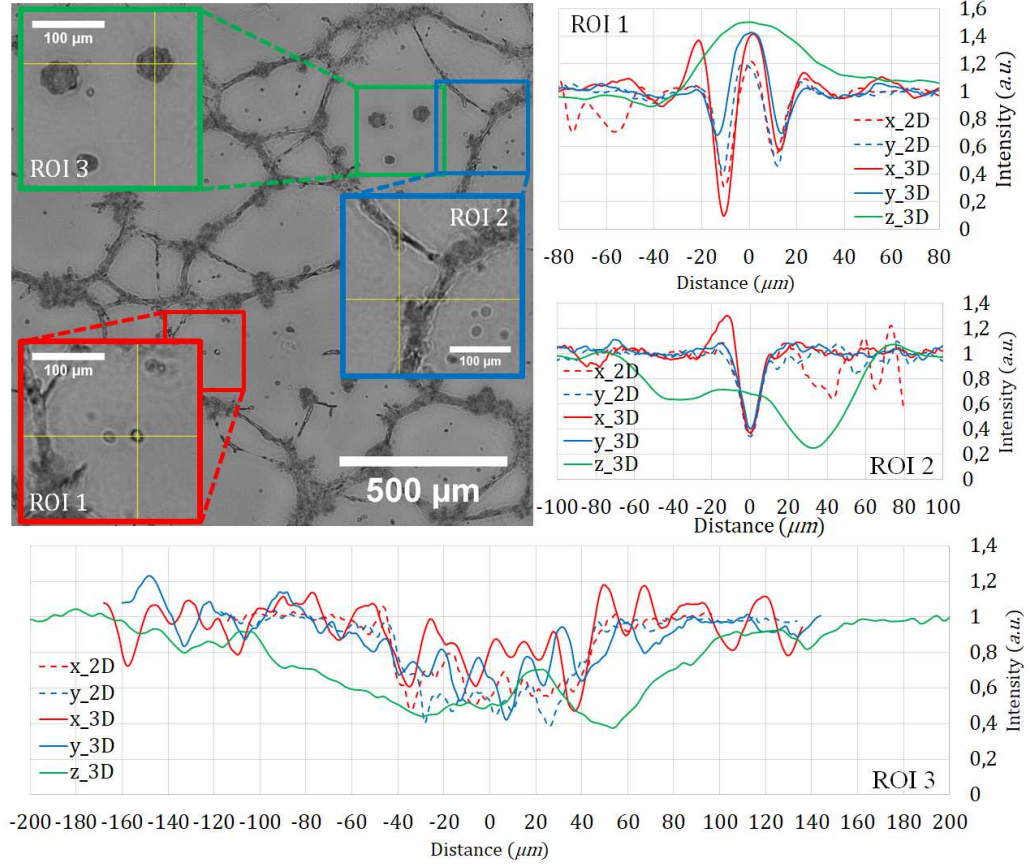 100 µm
ROI 3
ROI 2
100 µm
100 µm
ROI 1
500 µm
ROI 1
1,6
1,4
1,2
1
0,8
0,6
0,4
0,2
0
Intensity (a.u.)
x_2D
y_2D
x_3D
y_3D
z_3D
-80 -60 -40 -20 0 20 40 60 80
Distance (µm)
1,4
1,2
1
0,8
0,6
0,4
0,2
0
Intensity (a.u.)
x_2D
y_2D
x_3D
y_3D
z_3D
ROI 2
-100 -80 -60 -40 -20 0 20 40 60 80 100
Distance (µm)
1,4
1,2
1
0,8
0,6
0,4
0,2
0
Intensity (a.u.)
x_2D
y_2D
x_3D
y_3D
z_3D
ROI 3
-200 -180 -160 -140 -120 -100 -80 -60 -40 -20 0 20 40 60 80 100 120 140 160 180 200
Distance (µm)